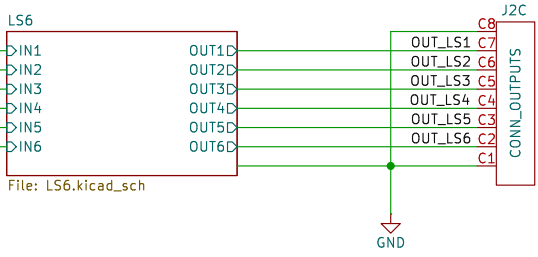 LS6
J2C
IN1
IN2
IN3
IN4
IN5
IN6
OUT1
OUT2
OUT3
OUT4
OUT5
OUT6
OUT_LS1
OUT_LS2
OUT_LS3
OUT_LS4
OUT_LS5
OUT_LS6
C8
C7
C6
C5
C4
C3
C2
C1
CONN_OUTPUTS
File: LS6.kicad_sch
GND